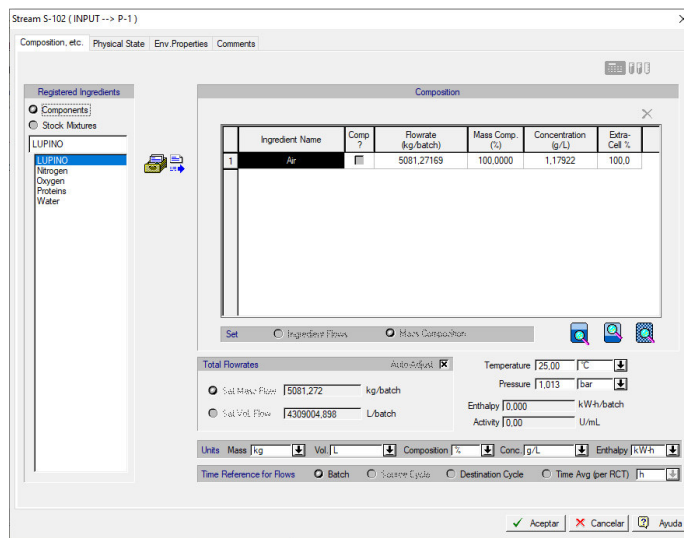 Stream S-102 ( INPUT --> P-1 )
Composition, etc. Physical State Env.Properties Comments
Registered Ingredients
Components
Stock Mixtures
LUPINO
LUPINO
Nitrogen
Oxygen
Proteins
Water
Composition
Ingredient Name Comp ? Flowrate (kg/batch) Mass Comp. (%) Concentration (g/L) Extra-Cell %
1 Air 5081,27169 100,0000 1,17922 100,0
Set Ingredient Flows Mass Composition
Total Flowrates Auto-Adjust
Set Mass Flow 5081,272 kg/batch
Set Vol. Flow 4309004,898 L/batch
Temperature 25,00 °C
Pressure 1,013 bar
Enthalpy 0,000 kW-h/batch
Activity 0,00 U/mL
Units Mass kg Vol. L Composition % Conc. g/L Enthalpy kW-h
Time Reference for Flows Batch Source Cycle Destination Cycle Time Avg (per RCT) h
Aceptar Cancelar Ayuda